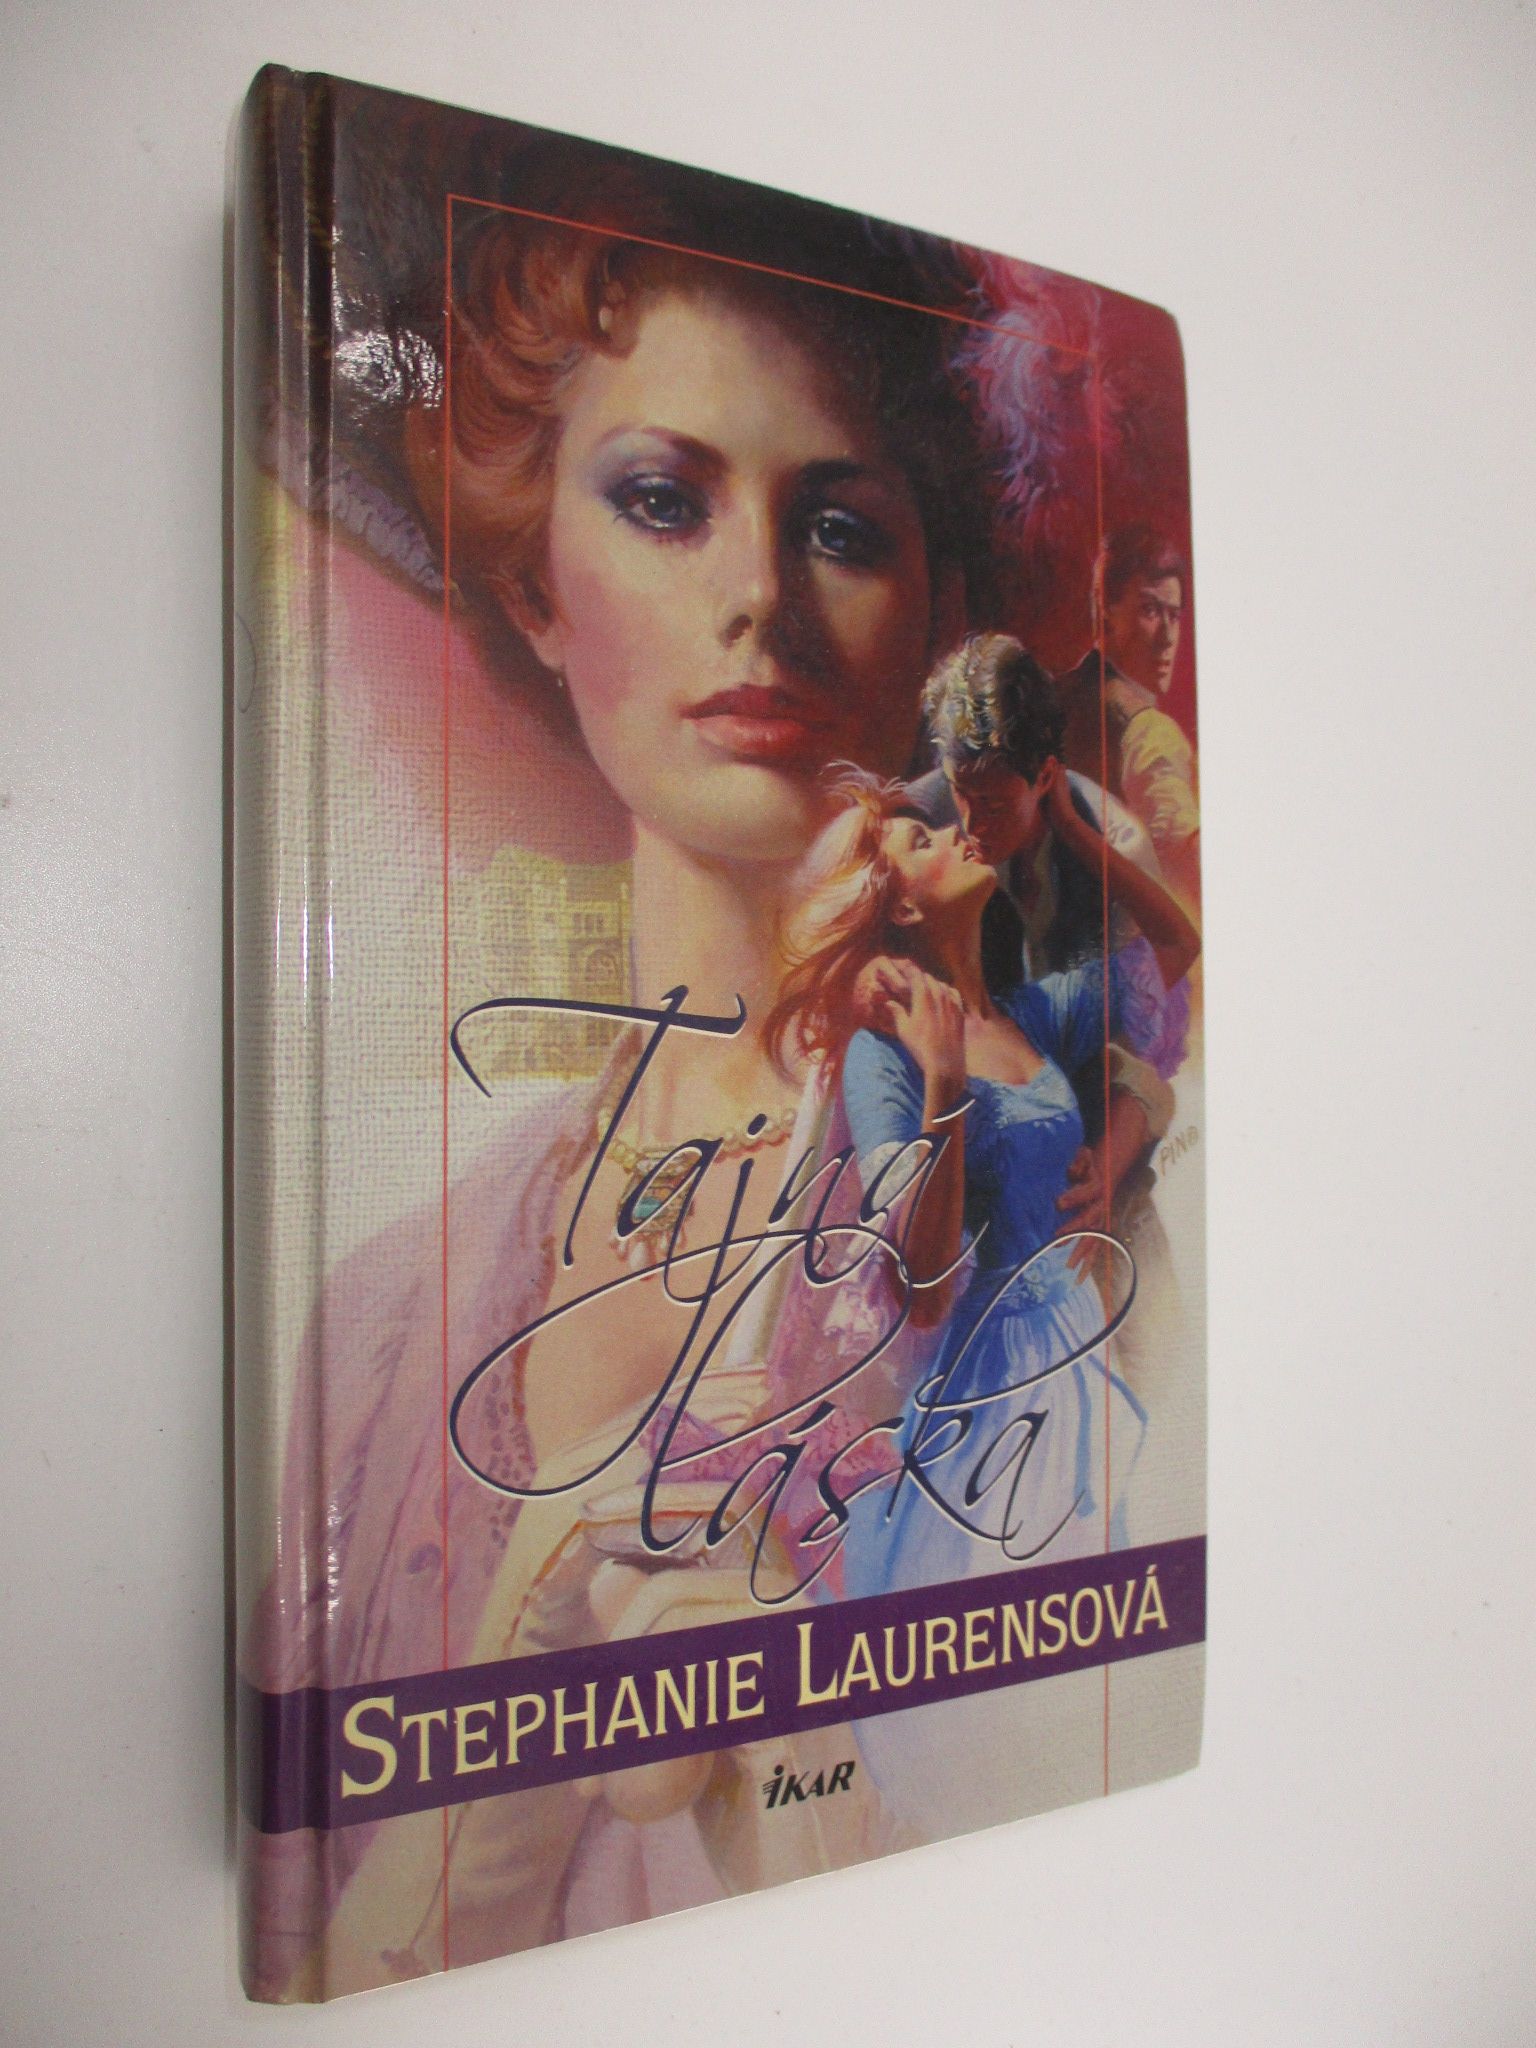 PINO
Tajná
láska
STEPHANIE LAURENSOVÁ
iKAR